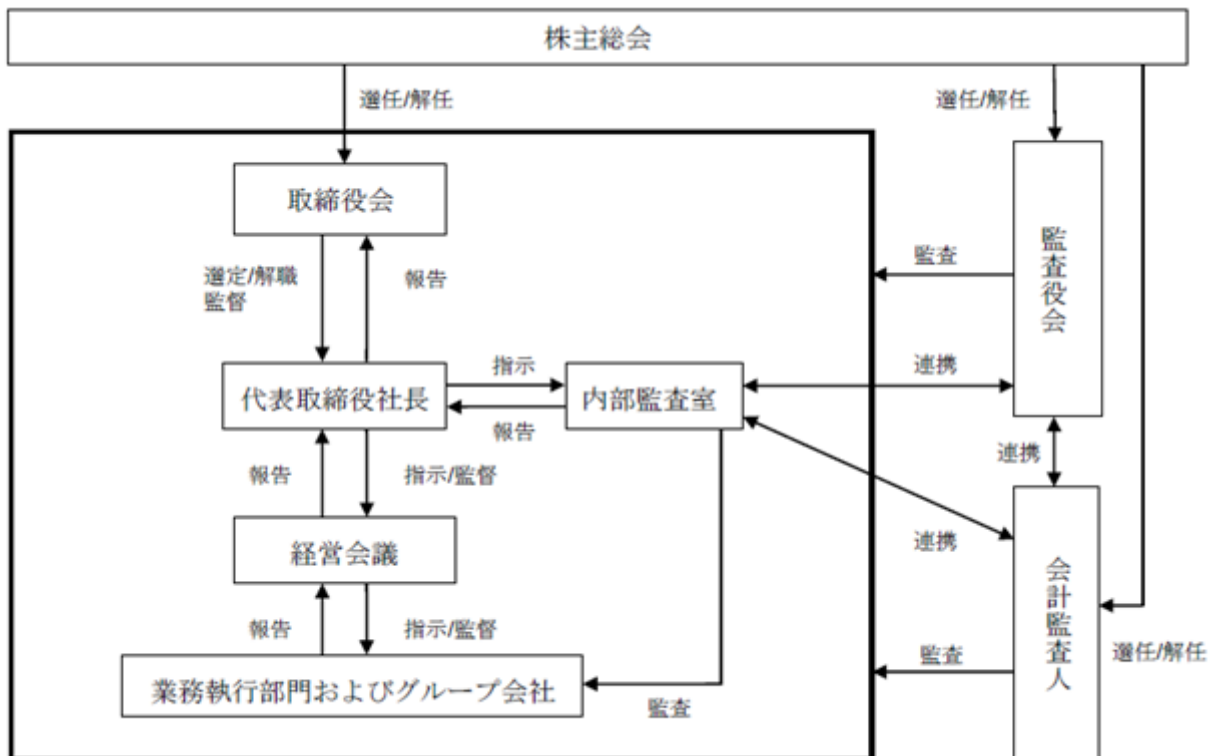 株主総会
選任/解任
選任/解任
取締役会
監査役会
監査
選定/解職
監督
報告
指示
連携
代表取締役社長
内部監査室
報告
連携
報告
指示/監督
連携
経営会議
会計監査人
報告
指示/監督
監査
選任/解任
業務執行部門およびグループ会社
監査